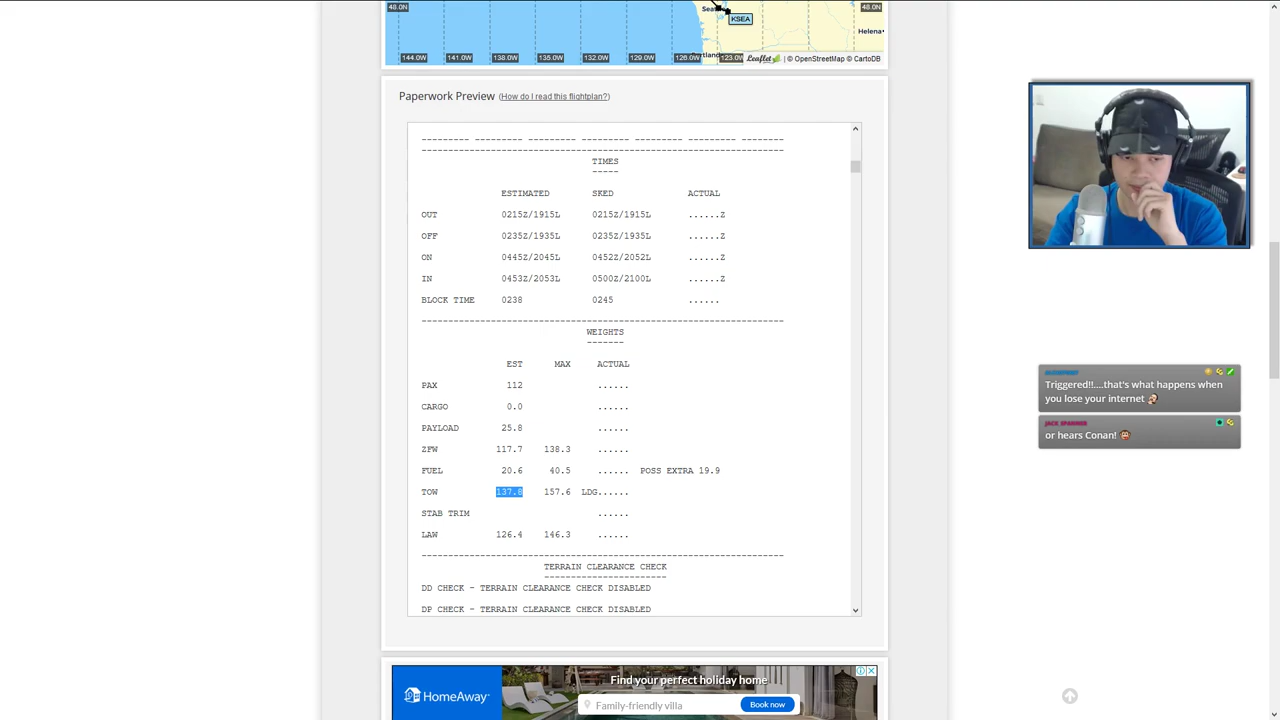 48.0N
Sea
KSEA
48.0N
Helena
144.0W 141.0W 138.0W 135.0W 132.0W 129.0W 126.0W 123.0W
Leaflet | © OpenStreetMap © CartoDB
Paperwork Preview (How do I read this flightplan?)
--------- --------- --------- --------- --------- -------- --------
TIMES
ESTIMATED SKED ACTUAL
OUT 0215Z/1915L 0215Z/1915L ......Z
OFF 0235Z/1935L 0235Z/1935L ......Z
ON 0445Z/2045L 0452Z/2052L ......Z
IN 0453Z/2053L 0500Z/2100L ......Z
BLOCK TIME 0238 0245 ......
WEIGHTS
EST MAX ACTUAL
PAX 112 ......
CARGO 0.0 ......
PAYLOAD 25.8 ......
ZFW 117.7 138.3 ......
FUEL 20.6 40.5 ...... POSS EXTRA 19.9
TOW 137.8 157.6 LDG......
STAB TRIM ......
LAW 126.4 146.3 ......
TERRAIN CLEARANCE CHECK
DD CHECK - TERRAIN CLEARANCE CHECK DISABLED
DP CHECK - TERRAIN CLEARANCE CHECK DISABLED
Triggered!!....that's what happens when
you lose your internet
JACK SPANNER
or hears Conan!
HomeAway
Find your perfect holiday home
Family-friendly villa
Book now